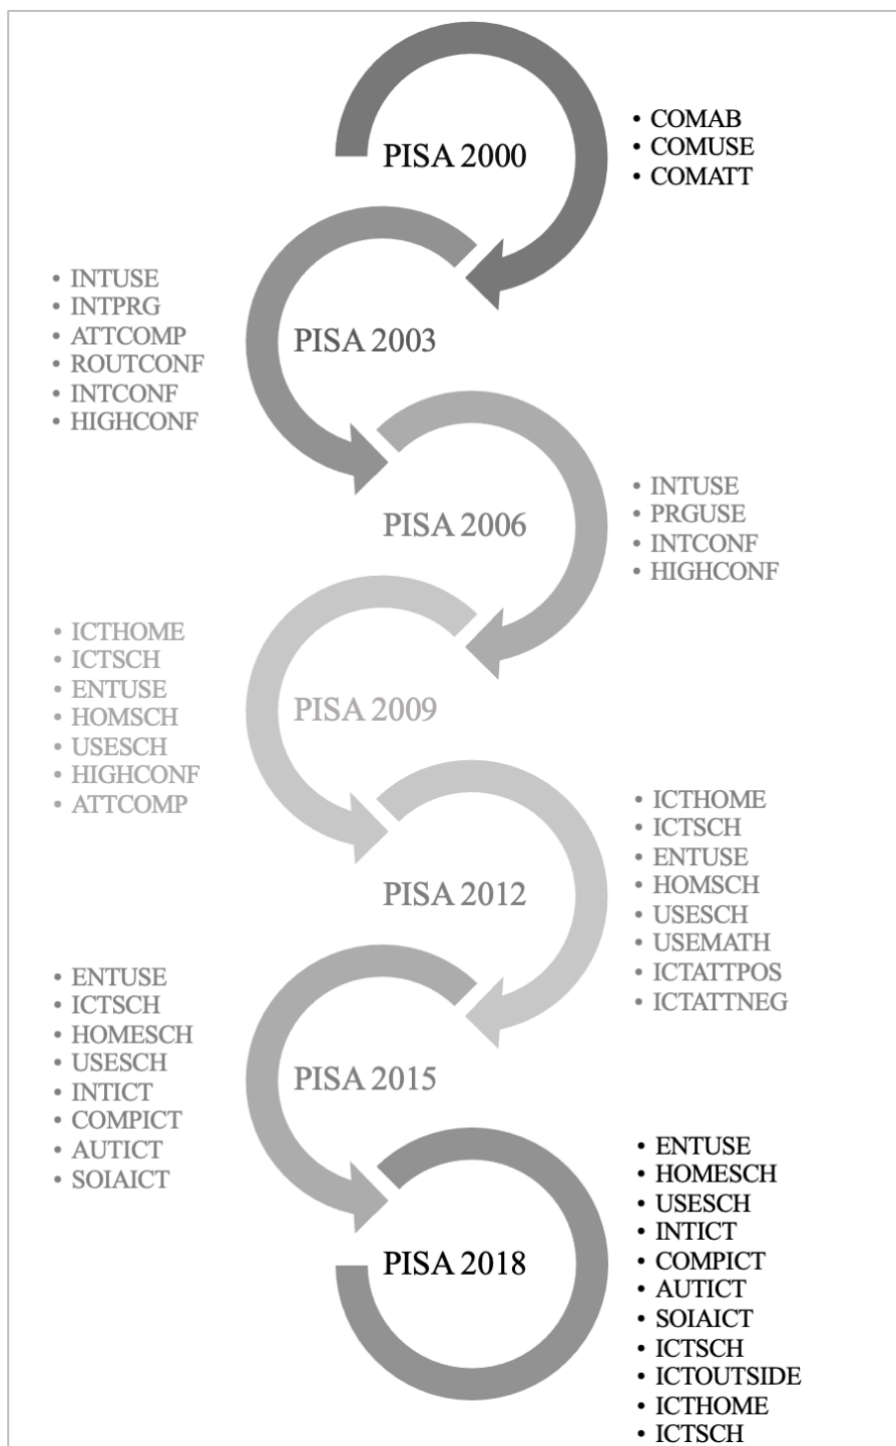 PISA 2000
• COMAB
• COMUSE
• COMATT
PISA 2003
• INTUSE
• INTPRG
• ATTCOMP
• ROUTCONF
• INTCONF
• HIGHCONF
PISA 2006
• INTUSE
• PRGUSE
• INTCONF
• HIGHCONF
PISA 2009
• ICTHOME
• ICTSCH
• ENTUSE
• HOMSCH
• USESCH
• HIGHCONF
• ATTCOMP
PISA 2012
• ICTHOME
• ICTSCH
• ENTUSE
• HOMSCH
• USESCH
• USEMATH
• ICTATTPOS
• ICTATTNEG
PISA 2015
• ENTUSE
• ICTSCH
• HOMESCH
• USESCH
• INTICT
• COMPICT
• AUTICT
• SOIAICT
PISA 2018
• ENTUSE
• HOMESCH
• USESCH
• INTICT
• COMPICT
• AUTICT
• SOIAICT
• ICTSCH
• ICTOUTSIDE
• ICTHOME
• ICTSCH